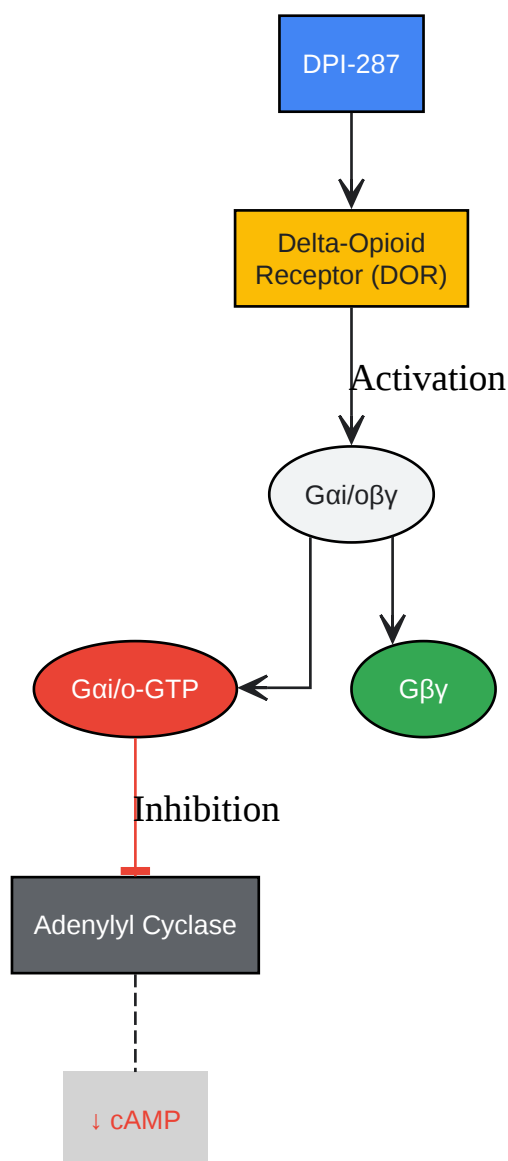 DPI-287
Delta-Opioid
Receptor (DOR)
Activation
Gαi/oβγ
Gαi/o-GTP
Gβγ
Inhibition
Adenylyl Cyclase
↓ cAMP